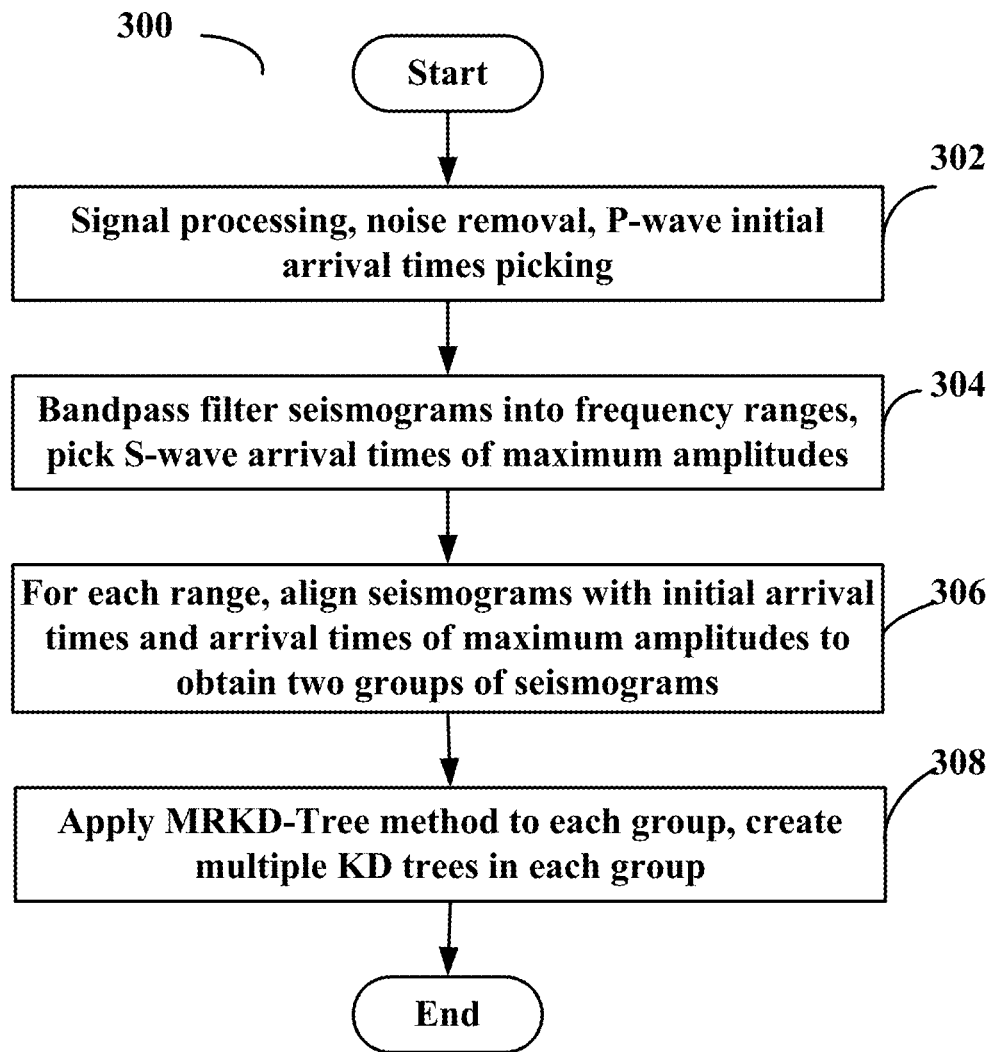 300
Start
302
Signal processing, noise removal, P-wave initial
arrival times picking
304
Bandpass filter seismograms into frequency ranges,
pick S-wave arrival times of maximum amplitudes
306
For each range, align seismograms with initial arrival
times and arrival times of maximum amplitudes to
obtain two groups of seismograms
308
Apply MRKD-Tree method to each group, create
multiple KD trees in each group
End